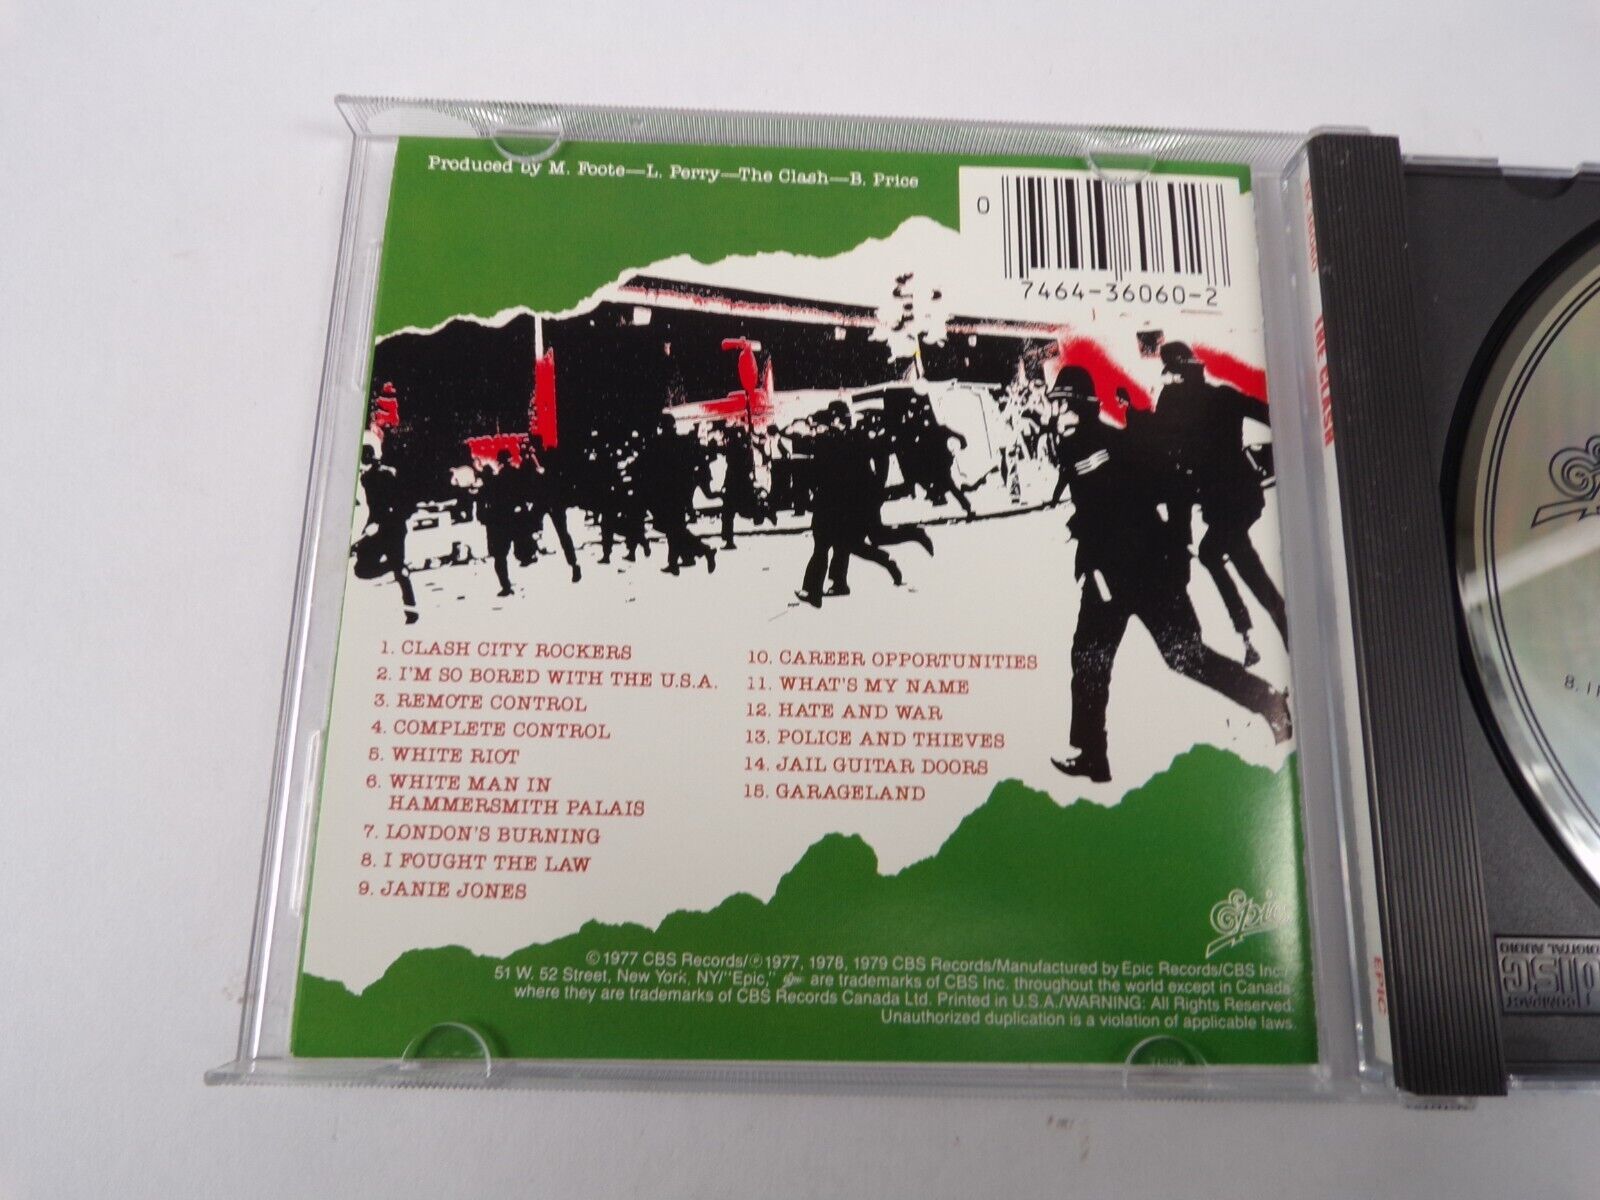 Produced by M. Foote—L. Perry—The Clash—B. Price
0
7464-36060-2
1. CLASH CITY ROCKERS
2. I'M SO BORED WITH THE U.S.A.
3. REMOTE CONTROL
4. COMPLETE CONTROL
5. WHITE RIOT
6. WHITE MAN IN
HAMMERSMITH PALAIS
7. LONDON'S BURNING
8. I FOUGHT THE LAW
9. JANIE JONES
10. CAREER OPPORTUNITIES
11. WHAT'S MY NAME
12. HATE AND WAR
13. POLICE AND THIEVES
14. JAIL GUITAR DOORS
15. GARAGELAND
Epic
©1977 CBS Records/℗1977, 1978, 1979 CBS Records/Manufactured by Epic Records/CBS Inc./
51 W. 52 Street, New York, NY/"Epic," Epic are trademarks of CBS Inc. throughout the world except in Canada
where they are trademarks of CBS Records Canada Ltd. Printed in U.S.A./WARNING: All Rights Reserved.
Unauthorized duplication is a violation of applicable laws.
THE CLASH
EPIC
COMPACT
DISC
DIGITAL AUDIO